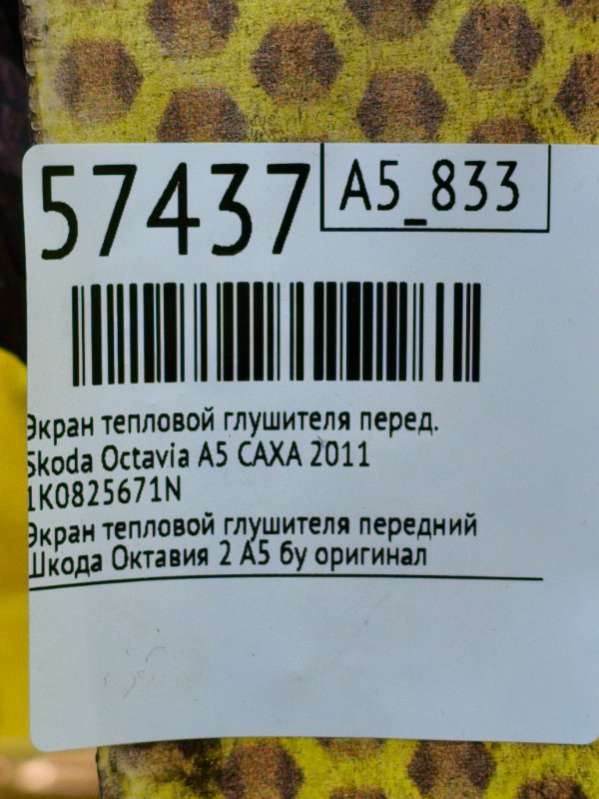 57437
A5_833
Экран тепловой глушителя перед.
Skoda Octavia A5 CAXA 2011
1K0825671N
Экран тепловой глушителя передний
Шкода Октавия 2 А5 бу оригинал